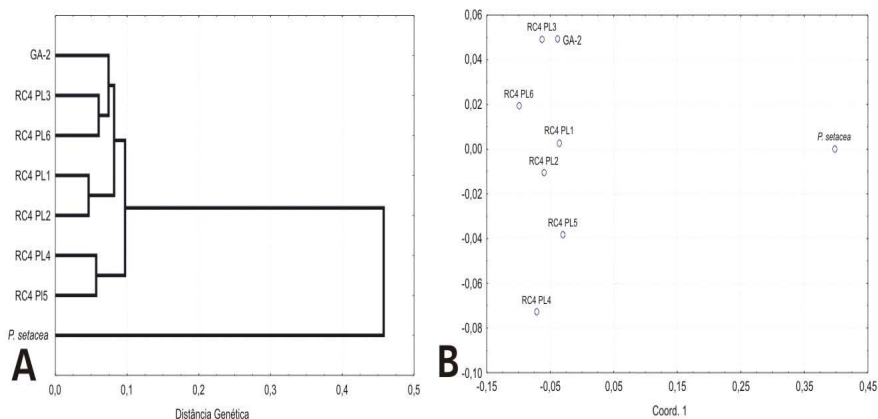 GA-2
RC4 PL3
RC4 PL6
RC4 PL1
RC4 PL2
RC4 PL4
RC4 Pl5
P. setacea
A
0,0 0,1 0,2 0,3 0,4 0,5
Distância Genética
0,06
0,04
0,02
0,00
-0,02
-0,04
-0,06
-0,08
-0,10
RC4 PL3
GA-2
RC4 PL6
RC4 PL1
P. setacea
RC4 PL2
RC4 PL5
RC4 PL4
B
-0,15 -0,05 0,05 0,15 0,25 0,35 0,45
Coord. 1